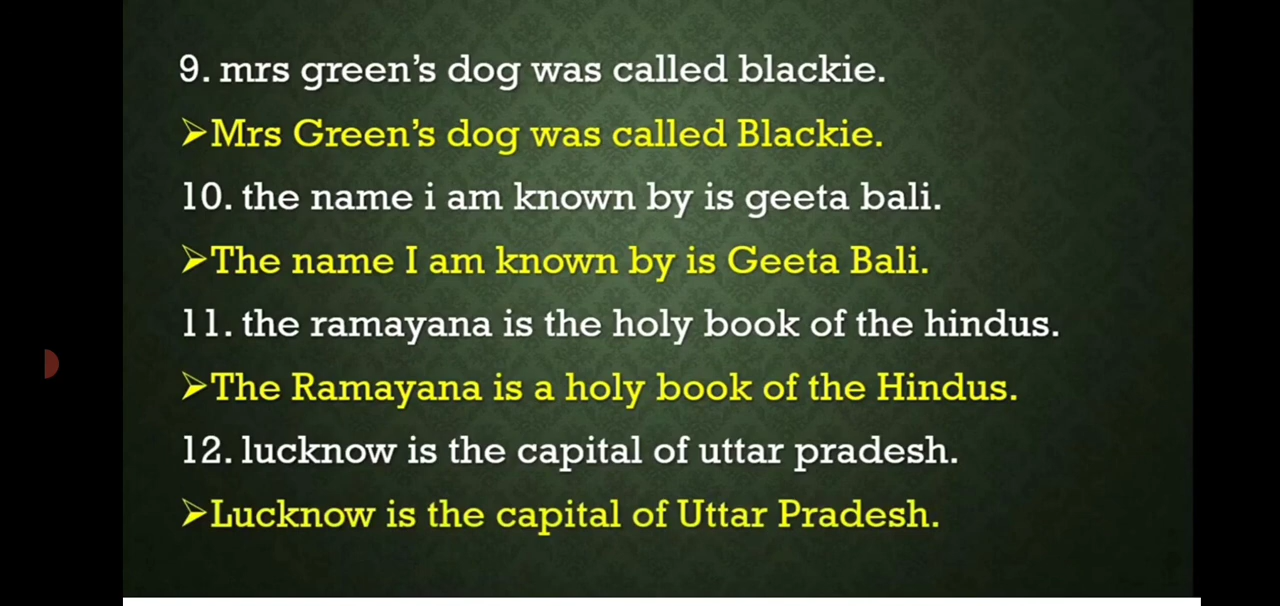 9. mrs green’s dog was called blackie.
➢Mrs Green’s dog was called Blackie.
10. the name i am known by is geeta bali.
➢The name I am known by is Geeta Bali.
11. the ramayana is the holy book of the hindus.
➢The Ramayana is a holy book of the Hindus.
12. lucknow is the capital of uttar pradesh.
➢Lucknow is the capital of Uttar Pradesh.